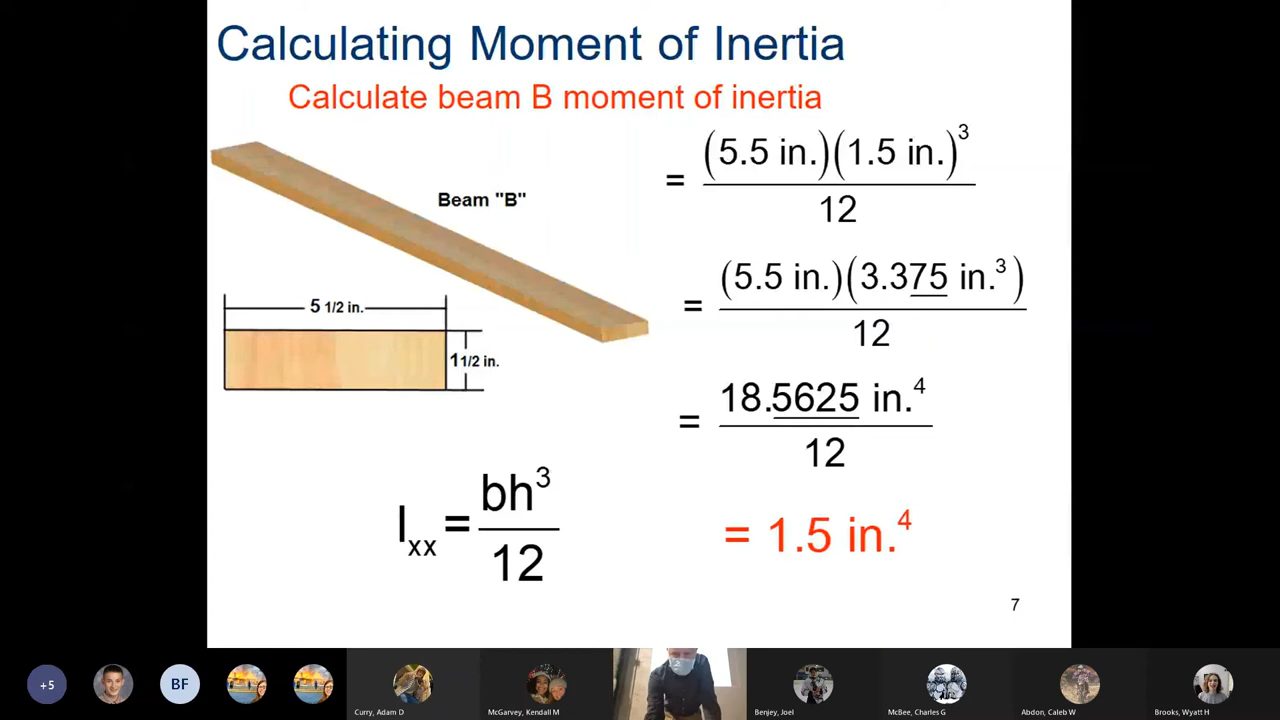 Calculating Moment of Inertia
Calculate beam B moment of inertia
Beam "B"
5 1/2 in.
1 1/2 in.
I_xx = bh³/12
= (5.5 in.)(1.5 in.)³/12
= (5.5 in.)(3.375 in.³)/12
= 18.5625 in.⁴/12
= 1.5 in.⁴
7
+5
BF
Curry, Adam D
McGarvey, Kendall M
Benjey, Joel
McBee, Charles G
Abdon, Caleb W
Brooks, Wyatt H